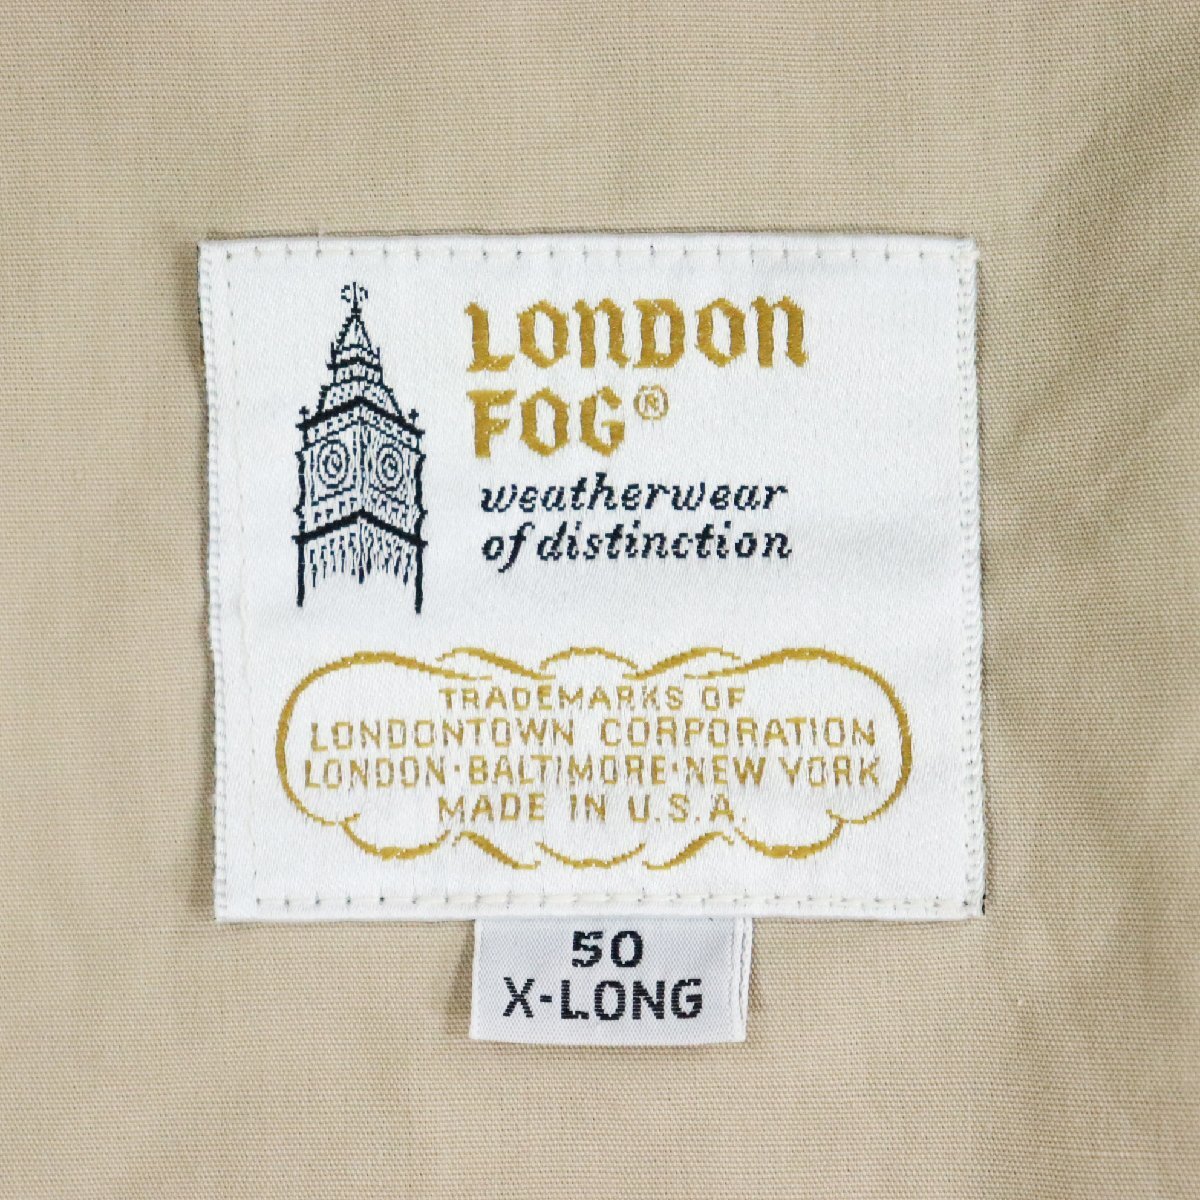 LONDON
FOG®
weatherwear
of distinction
TRADEMARKS OF
LONDONTOWN CORPORATION
LONDON·BALTIMORE·NEW YORK
MADE IN U.S.A.
50
X-LONG